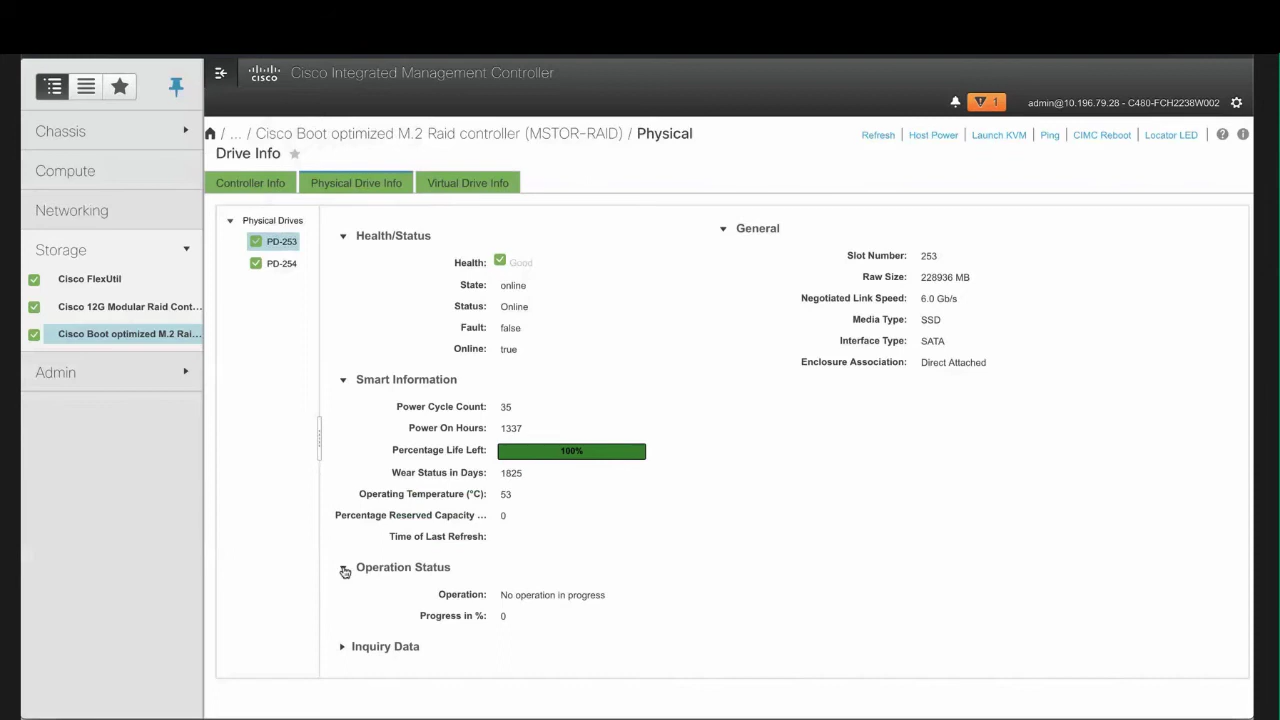 cisco
Cisco Integrated Management Controller
1
admin@10.196.79.28 - C480-FCH2238W002
Chassis
Compute
Networking
Storage
Cisco FlexUtil
Cisco 12G Modular Raid Cont...
Cisco Boot optimized M.2 Rai...
Admin
/ ... / Cisco Boot optimized M.2 Raid controller (MSTOR-RAID) / Physical
Drive Info
Refresh | Host Power | Launch KVM | Ping | CIMC Reboot | Locator LED | ? i
Controller Info
Physical Drive Info
Virtual Drive Info
Physical Drives
PD-253
PD-254
Health/Status
Health: Good
State: online
Status: Online
Fault: false
Online: true
Smart Information
Power Cycle Count: 35
Power On Hours: 1337
Percentage Life Left: 100%
Wear Status in Days: 1825
Operating Temperature (°C): 53
Percentage Reserved Capacity ... 0
Time of Last Refresh:
Operation Status
Operation: No operation in progress
Progress in %: 0
Inquiry Data
General
Slot Number: 253
Raw Size: 228936 MB
Negotiated Link Speed: 6.0 Gb/s
Media Type: SSD
Interface Type: SATA
Enclosure Association: Direct Attached